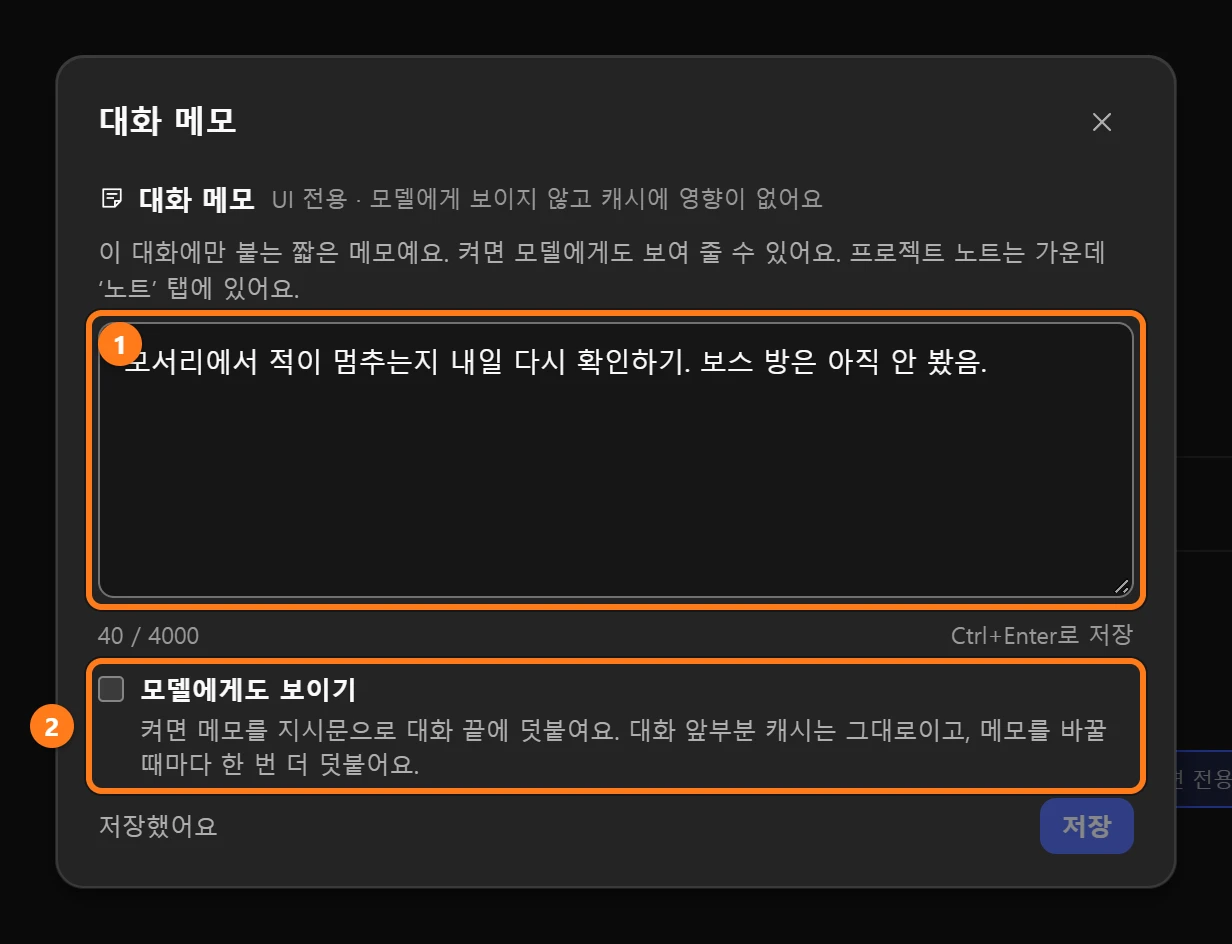 대화 메모
대화 메모 UI 전용 · 모델에게 보이지 않고 캐시에 영향이 없어요
이 대화에만 붙는 짧은 메모예요. 켜면 모델에게도 보여 줄 수 있어요. 프로젝트 노트는 가운데
‘노트’ 탭에 있어요.
1
모서리에서 적이 멈추는지 내일 다시 확인하기. 보스 방은 아직 안 봤음.
40 / 4000
Ctrl+Enter로 저장
모델에게도 보이기
2
켜면 메모를 지시문으로 대화 끝에 덧붙여요. 대화 앞부분 캐시는 그대로이고, 메모를 바꿀
때마다 한 번 더 덧붙어요.
전용
저장했어요
저장